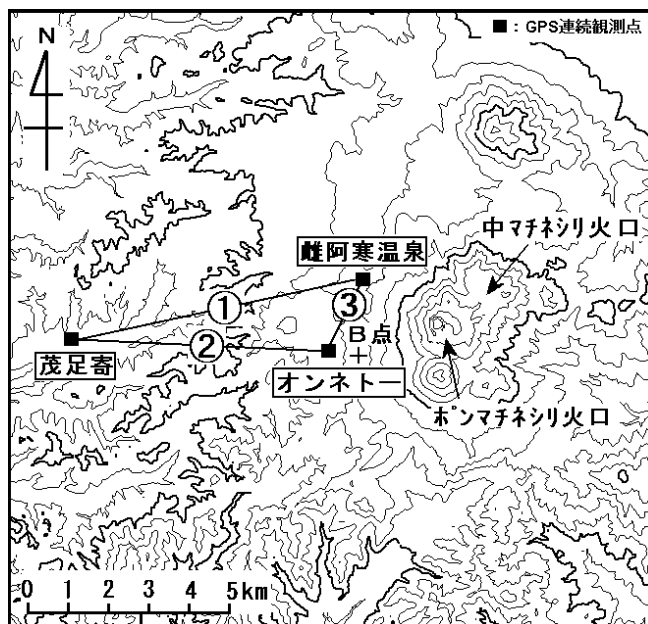 ■：GPS連続観測点
N
中マチネシリ火口
雌阿寒温泉
①
③
②
B点
茂足寄
オンネトー
ポンマチネシリ火口
0 1 2 3 4 5km